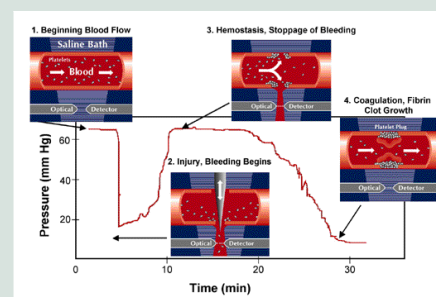 1. Beginning Blood Flow
Saline Bath
Platelets
Blood
Optical
Detector
3. Hemostasis, Stoppage of Bleeding
Optical
Detector
4. Coagulation, Fibrin
Clot Growth
Platelet Plug
Optical
Detector
2. Injury, Bleeding Begins
Optical
Detector
Pressure (mm Hg)
60
40
20
0
10
20
30
Time (min)